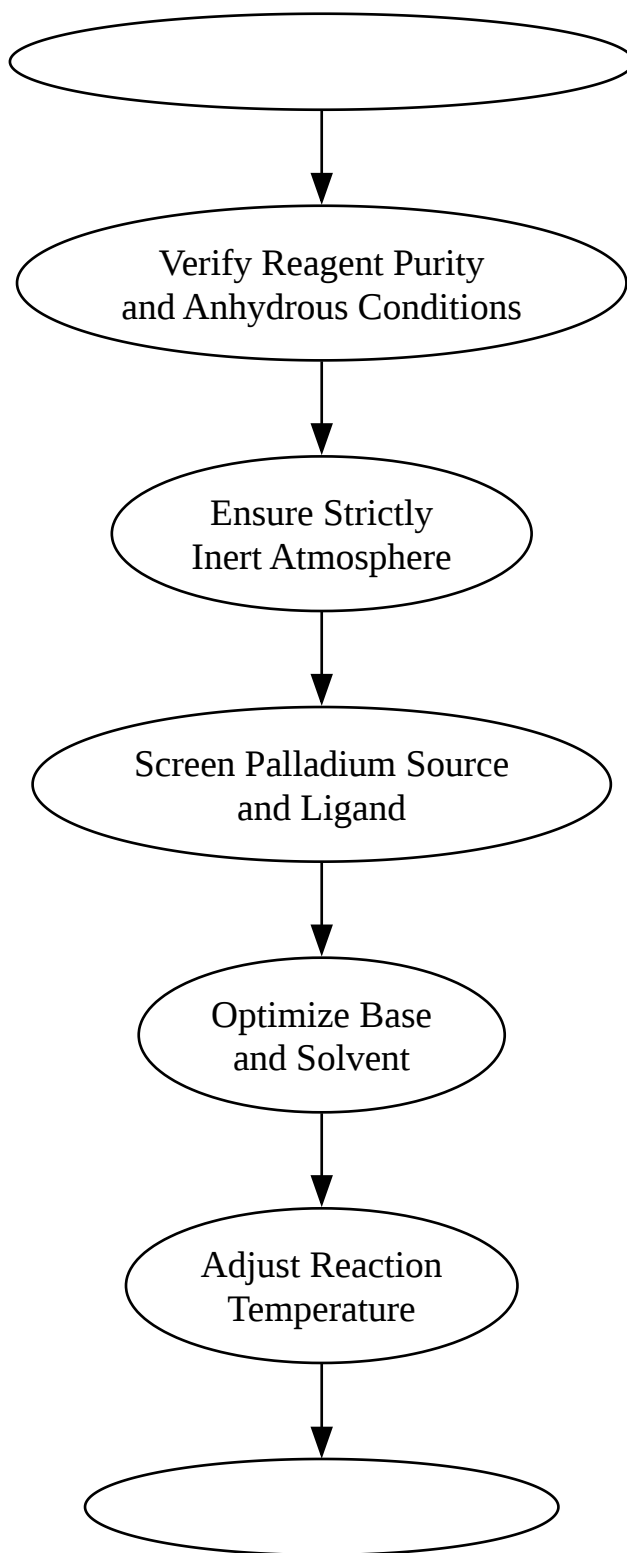 Verify Reagent Purity
and Anhydrous Conditions
Ensure Strictly
Inert Atmosphere
Screen Palladium Source
and Ligand
Optimize Base
and Solvent
Adjust Reaction
Temperature